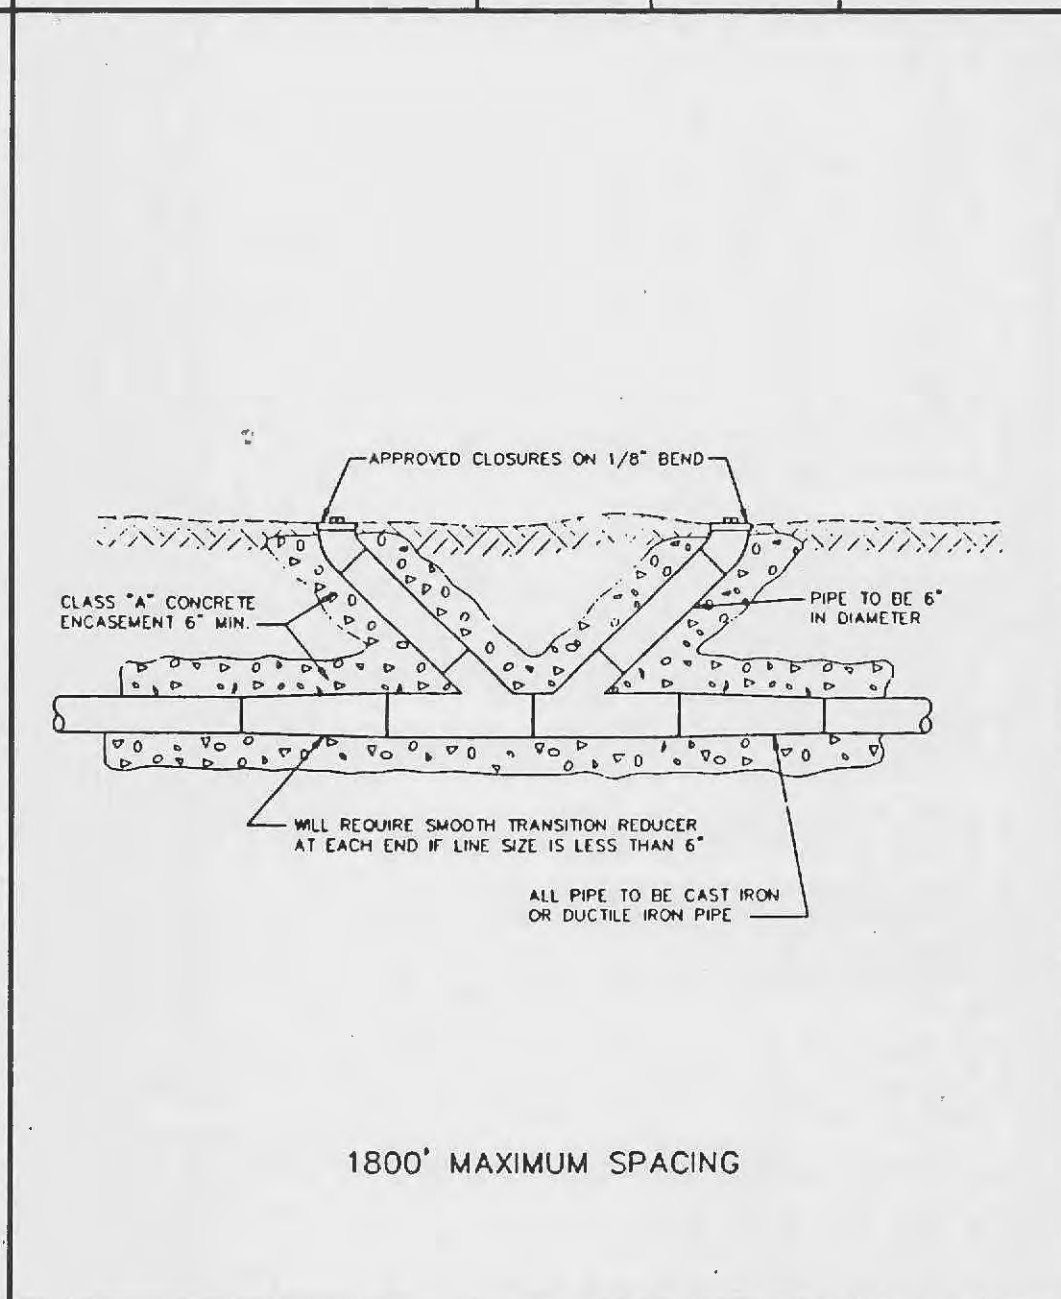 APPROVED CLOSURES ON 1/8" BEND
CLASS "A" CONCRETE
ENCASEMENT 6" MIN.
PIPE TO BE 6"
IN DIAMETER
WILL REQUIRE SMOOTH TRANSITION REDUCER
AT EACH END IF LINE SIZE IS LESS THAN 6"
ALL PIPE TO BE CAST IRON
OR DUCTILE IRON PIPE
1800' MAXIMUM SPACING